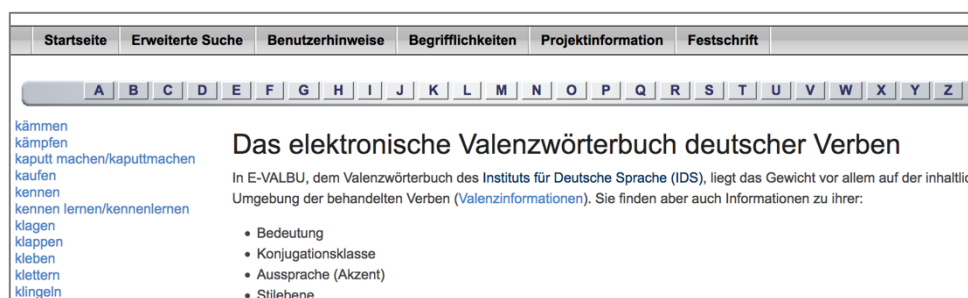 Startseite Erweiterte Suche Benutzerhinweise Begrifflichkeiten Projektinformation Festschrift
A B C D E F G H I J K L M N O P Q R S T U V W X Y Z
kämmen
kämpfen
kaputt machen/kaputtmachen
kaufen
kennen
kennen lernen/kennenlernen
klagen
klappen
kleben
klettern
klingeln
Das elektronische Valenzwörterbuch deutscher Verben
In E-VALBU, dem Valenzwörterbuch des Instituts für Deutsche Sprache (IDS), liegt das Gewicht vor allem auf der
Umgebung der behandelten Verben (Valenzinformationen). Sie finden aber auch Informationen zu ihrer:
• Bedeutung
• Konjugationsklasse
• Aussprache (Akzent)
• Stilebene